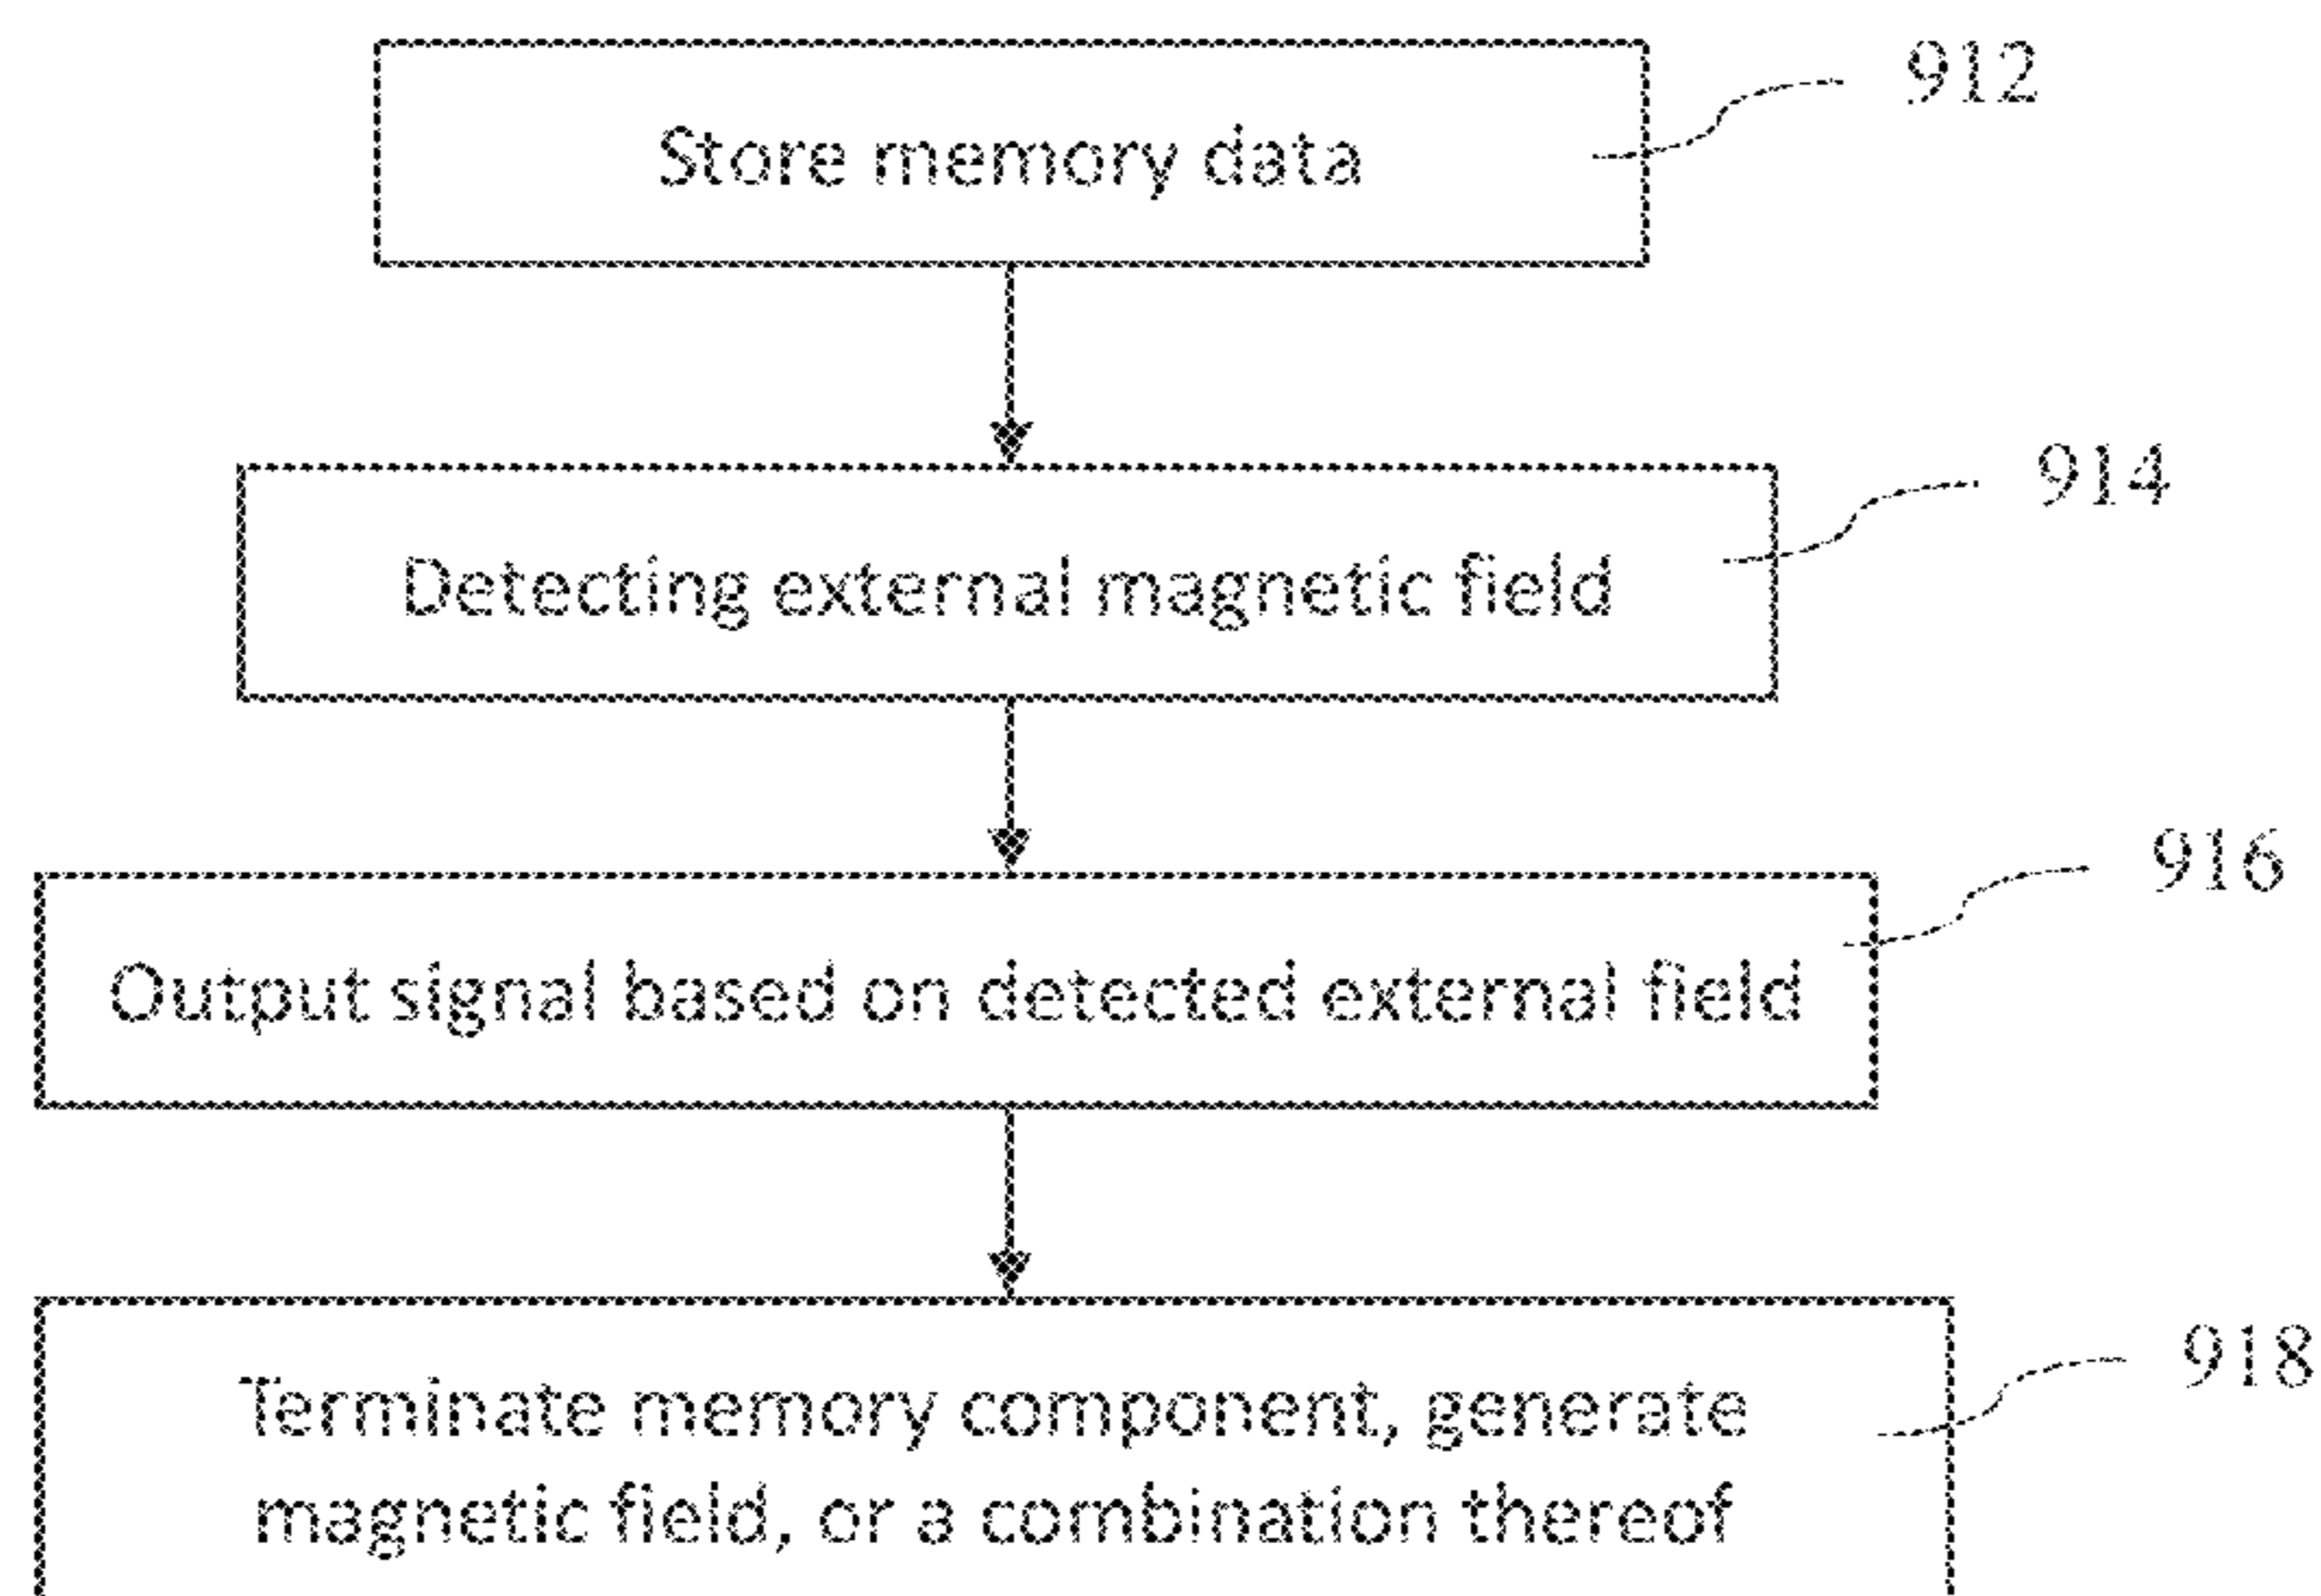 912
Store memory data
914
Detecting external magnetic field
916
Output signal based on detected external field
918
Terminate memory component, generate
magnetic field, or a combination thereof